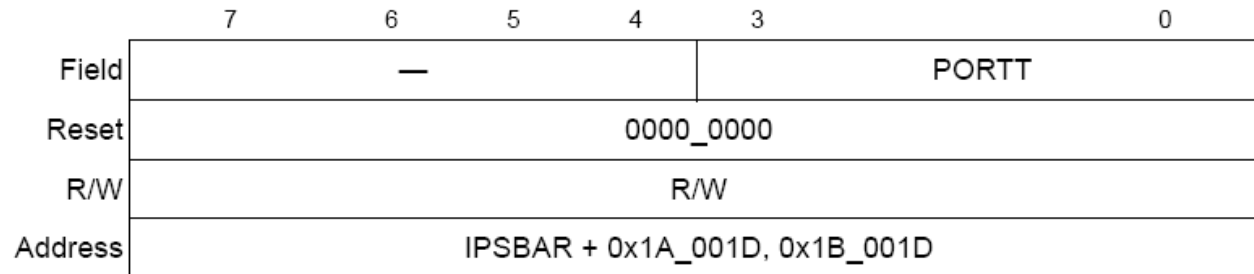 7 6 5 4 3 0
Field — PORTT
Reset 0000_0000
R/W R/W
Address IPSBAR + 0x1A_001D, 0x1B_001D